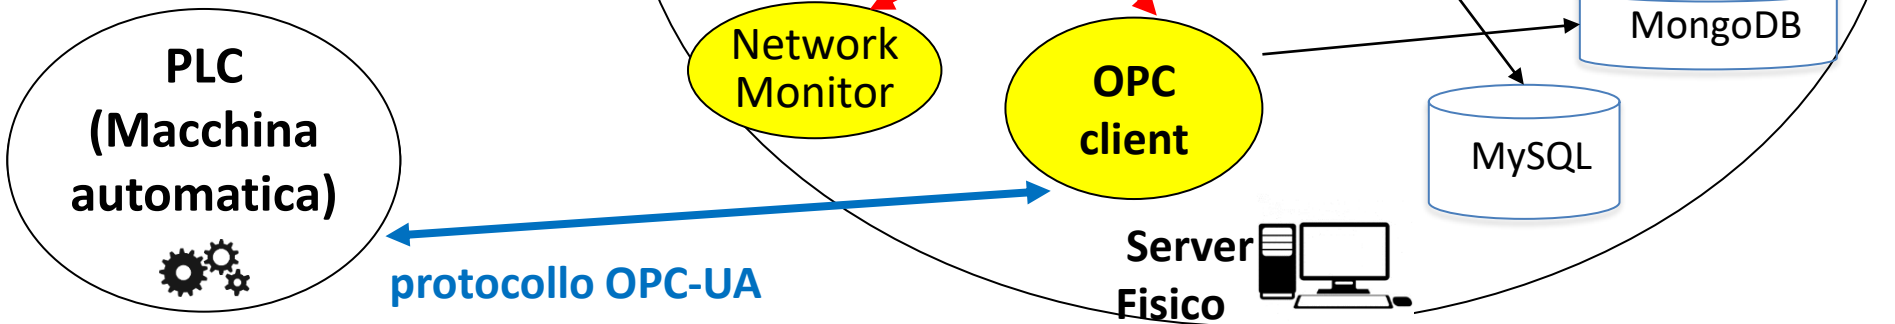 PLC
(Macchina
automatica)
Network
Monitor
OPC
client
MongoDB
MySQL
protocollo OPC-UA
Server
Fisico